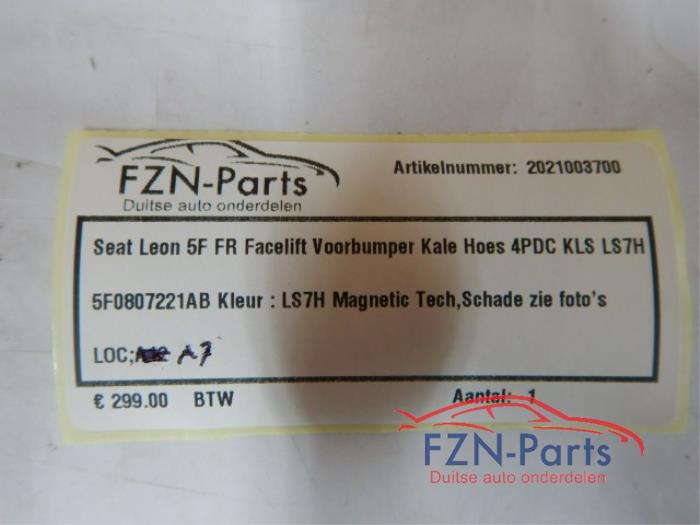 FZN-Parts
Duitse auto onderdelen
Artikelnummer: 2021003700
Seat Leon 5F FR Facelift Voorbumper Kale Hoes 4PDC KLS LS7H
5F0807221AB Kleur : LS7H Magnetic Tech,Schade zie foto's
LOC; A7
€ 299.00 BTW
Aantal: 1
FZN-Parts
Duitse auto onderdelen